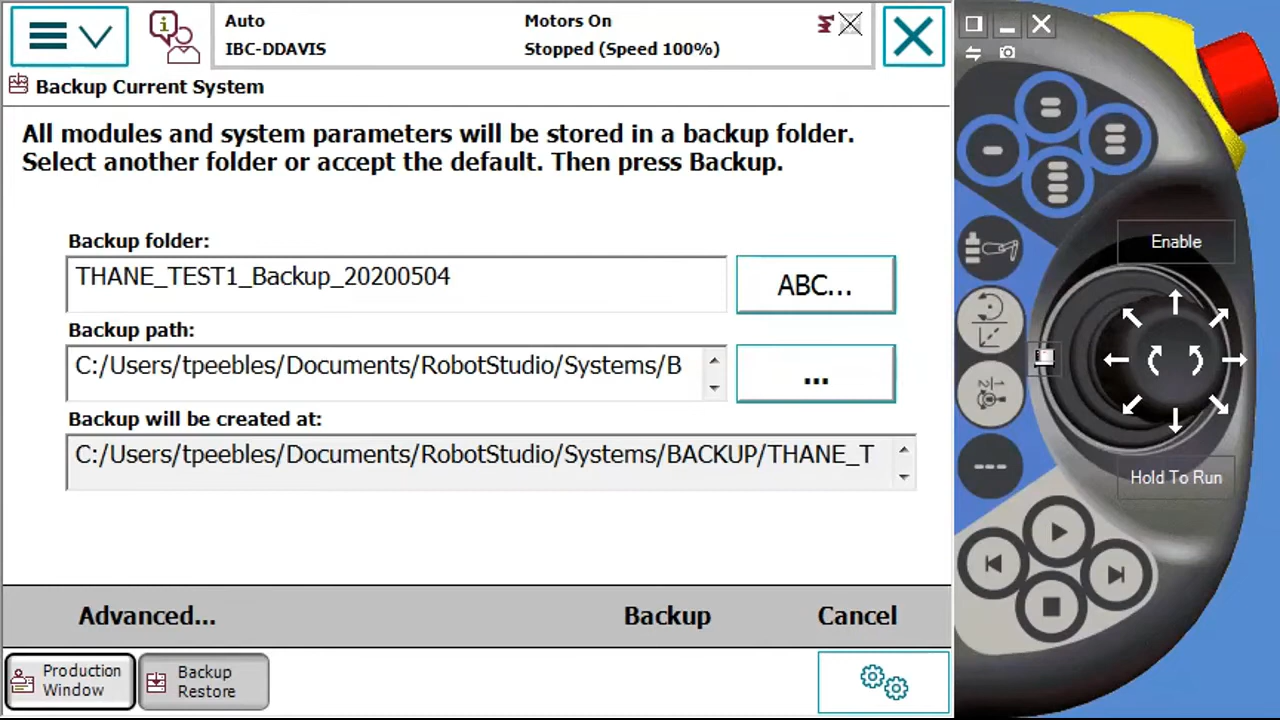 Auto
IBC-DDAVIS
Motors On
Stopped (Speed 100%)
Backup Current System
All modules and system parameters will be stored in a backup folder.
Select another folder or accept the default. Then press Backup.
Backup folder:
THANE_TEST1_Backup_20200504
ABC...
Backup path:
C:/Users/tpeebles/Documents/RobotStudio/Systems/B
...
Backup will be created at:
C:/Users/tpeebles/Documents/RobotStudio/Systems/BACKUP/THANE_T
Advanced...
Backup
Cancel
Production
Window
Backup
Restore
Enable
Hold To Run